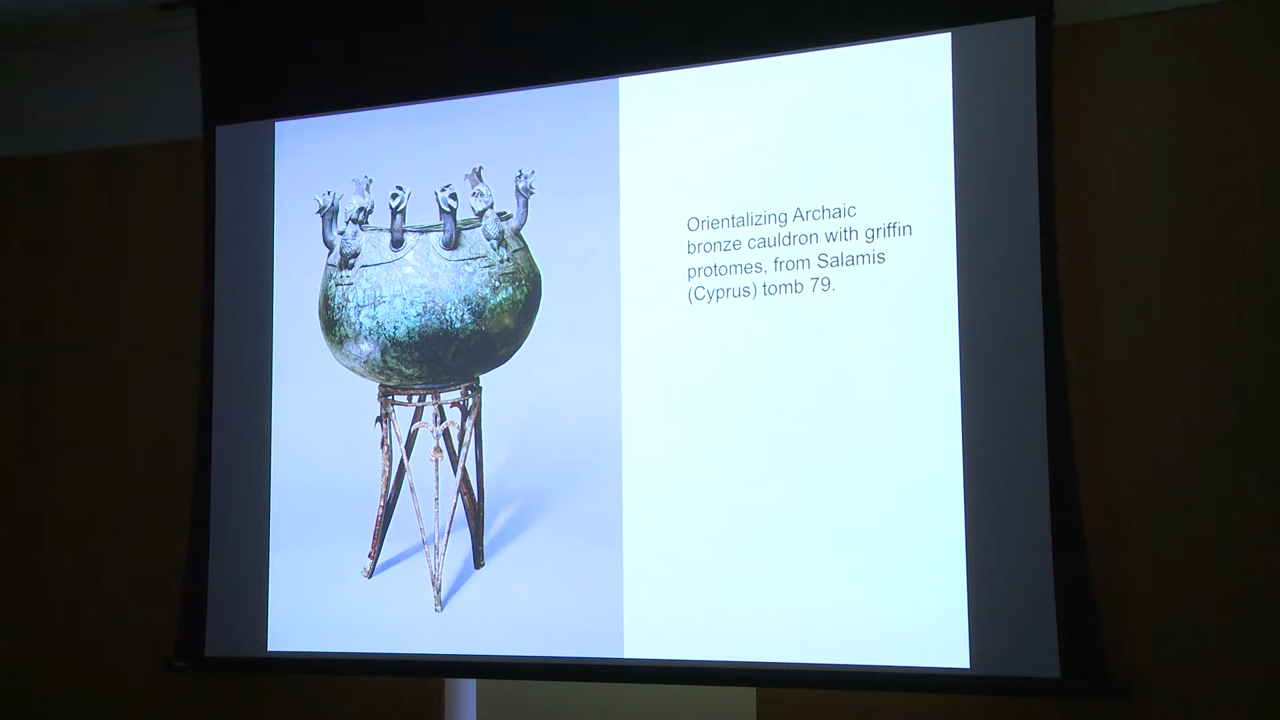 Orientalizing Archaic
bronze cauldron with griffin
protomes, from Salamis
(Cyprus) tomb 79.